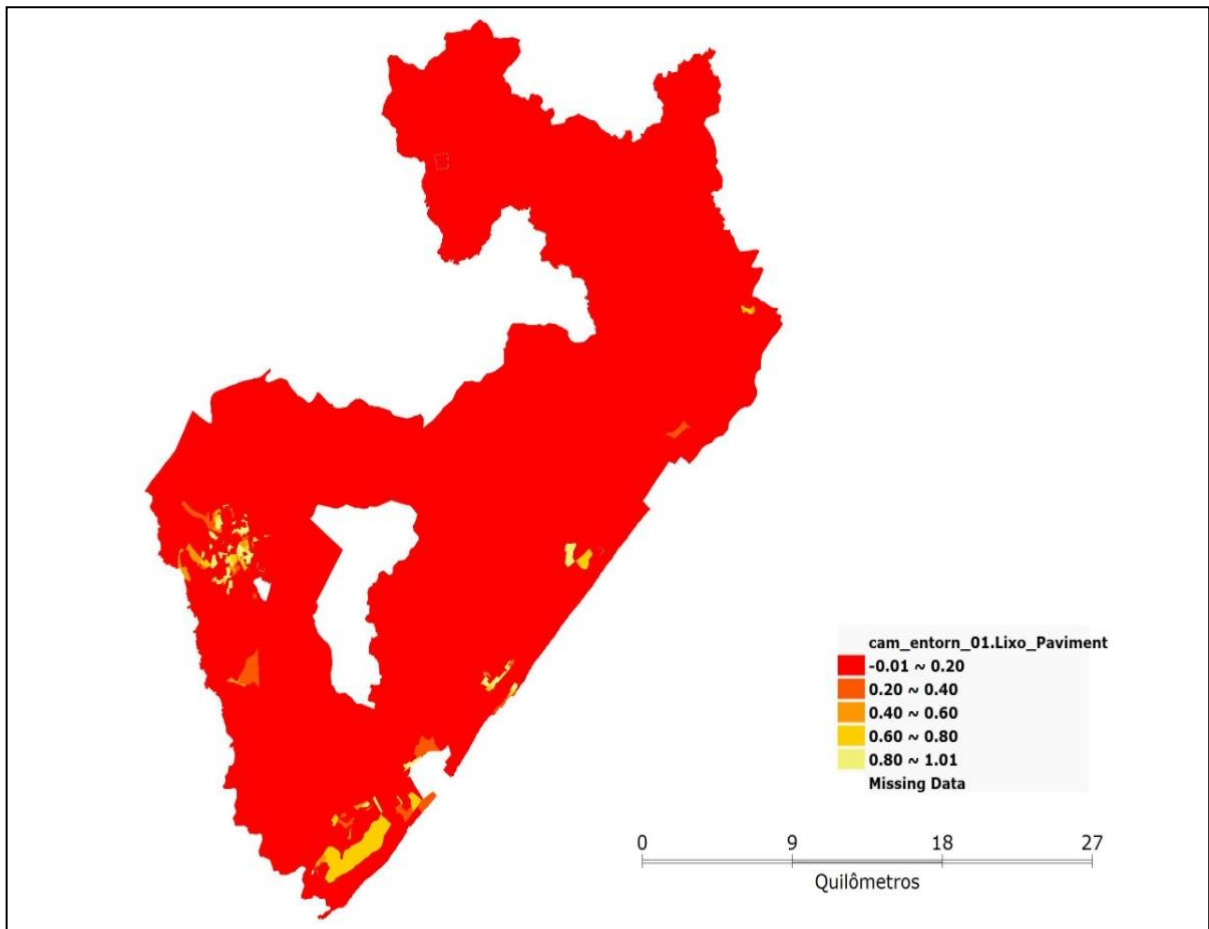 cam_entorn_01.Lixo_Paviment
-0.01 ~ 0.20
0.20 ~ 0.40
0.40 ~ 0.60
0.60 ~ 0.80
0.80 ~ 1.01
Missing Data
0 9 18 27
Quilômetros